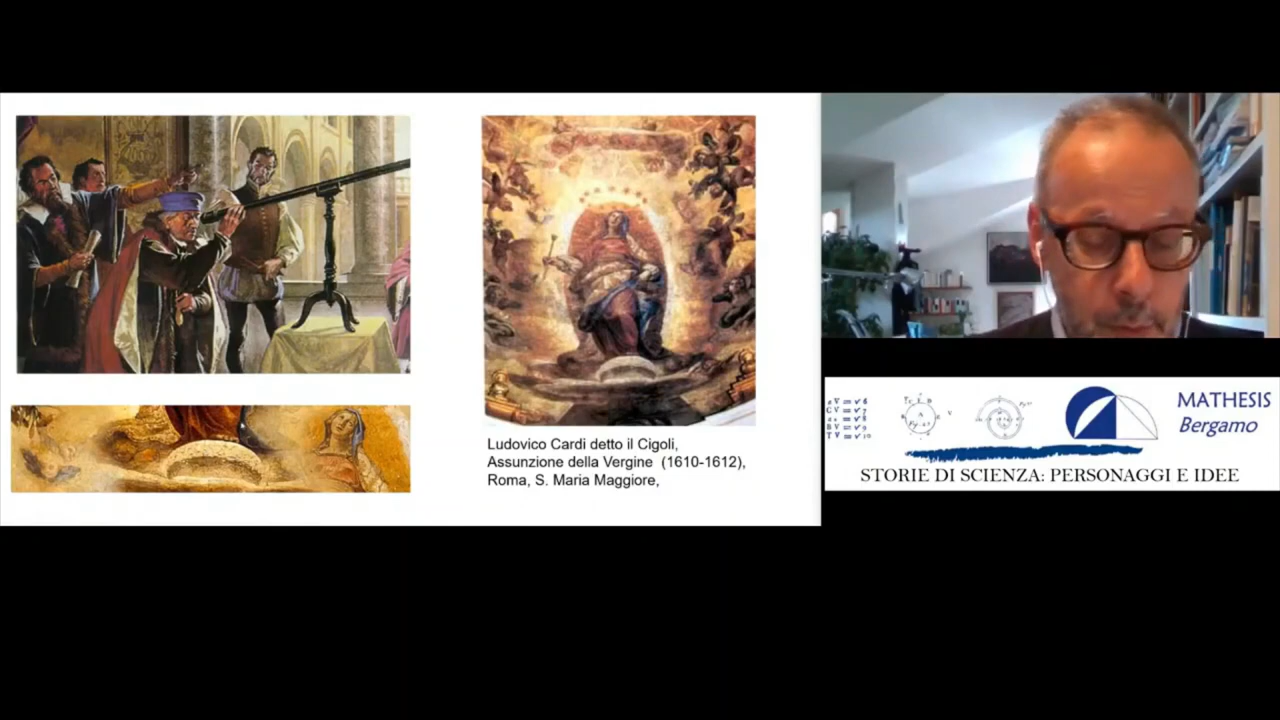 Ludovico Cardi detto il Cigoli,
Assunzione della Vergine (1610-1612),
Roma, S. Maria Maggiore,
MATHESIS
Bergamo
STORIE DI SCIENZA: PERSONAGGI E IDEE